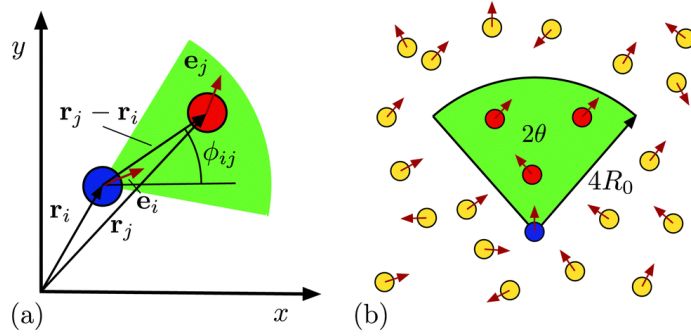 y
e_j
r_j − r_i
ϕ_ij
e_i
r_i
r_j
(a)
x
2θ
4R_0
(b)